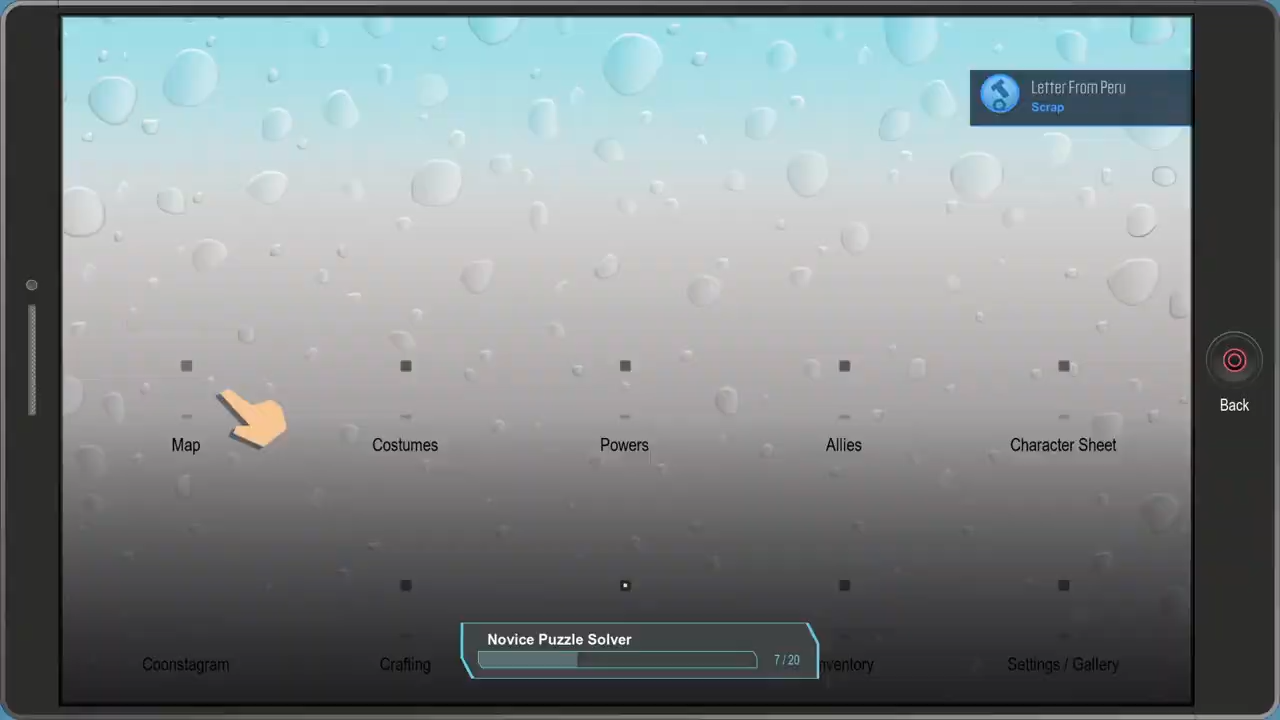 Letter From Peru
Scrap
Back
Map
Costumes
Powers
Allies
Character Sheet
Novice Puzzle Solver
7 / 20
Coonstagram
Crafting
nventory
Settings / Gallery